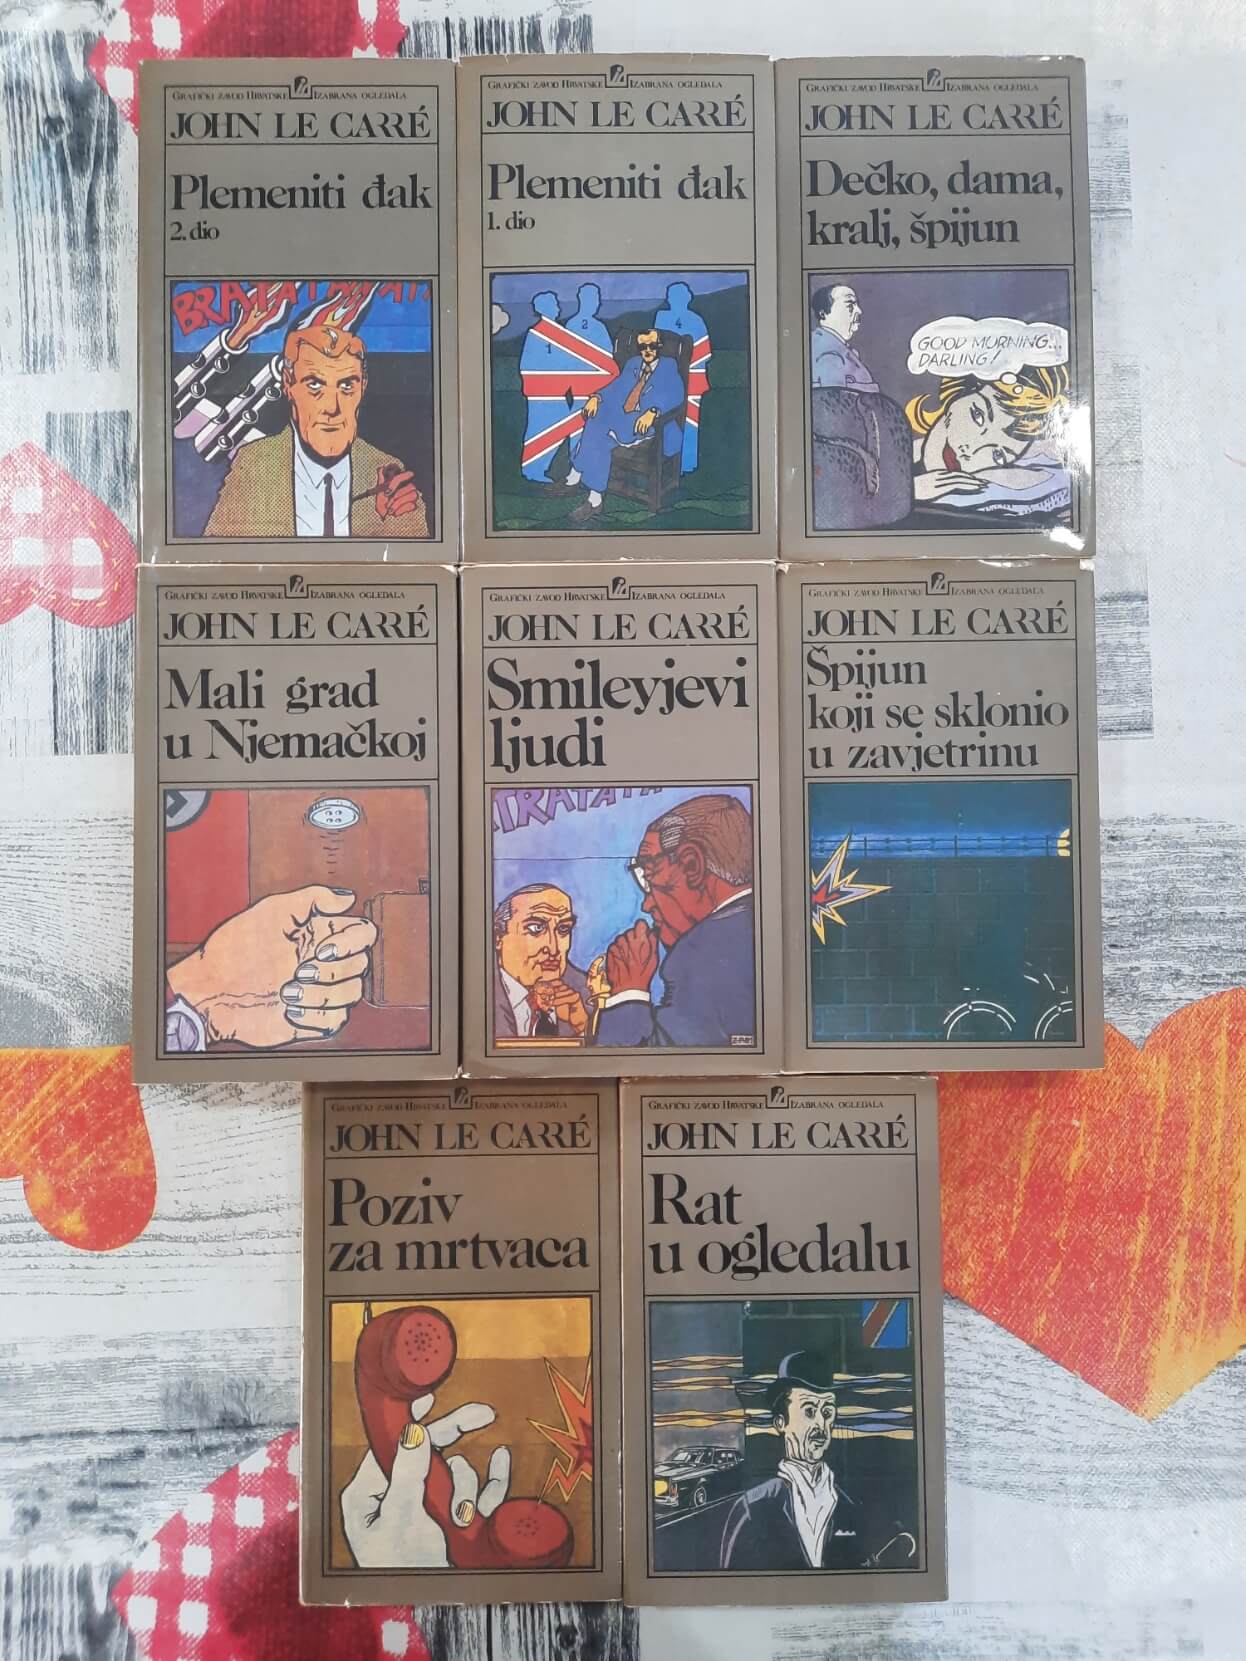 GRAFIČKI ZAVOD HRVATSKE IZABRANA OGLEDALA
JOHN LE CARRÉ
Plemeniti đak
2. dio
BRATATATATAT
GRAFIČKI ZAVOD HRVATSKE IZABRANA OGLEDALA
JOHN LE CARRÉ
Plemeniti đak
1. dio
1
2
4
GRAFIČKI ZAVOD HRVATSKE IZABRANA OGLEDALA
JOHN LE CARRÉ
Dečko, dama,
kralj, špijun
GOOD MORNING!..
DARLING!
GRAFIČKI ZAVOD HRVATSKE IZABRANA OGLEDALA
JOHN LE CARRÉ
Mali grad
u Njemačkoj
GRAFIČKI ZAVOD HRVATSKE IZABRANA OGLEDALA
JOHN LE CARRÉ
Smileyjevi
ljudi
TRATATA
GRAFIČKI ZAVOD HRVATSKE IZABRANA OGLEDALA
JOHN LE CARRÉ
Špijun
koji se sklonio
u zavjetrinu
GRAFIČKI ZAVOD HRVATSKE IZABRANA OGLEDALA
JOHN LE CARRÉ
Poziv
za mrtvaca
GRAFIČKI ZAVOD HRVATSKE IZABRANA OGLEDALA
JOHN LE CARRÉ
Rat
u ogledalu